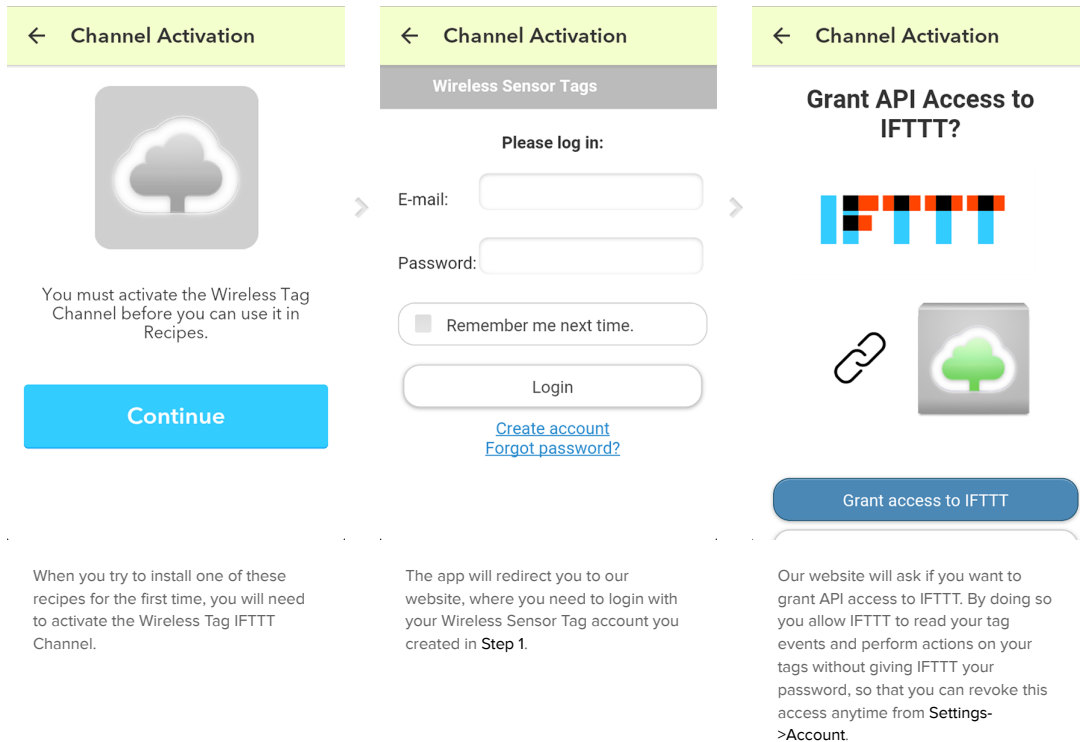 Channel Activation
You must activate the Wireless Tag
Channel before you can use it in
Recipes.
Continue
When you try to install one of these
recipes for the first time, you will need
to activate the Wireless Tag IFTTT
Channel.
Channel Activation
Wireless Sensor Tags
Please log in:
E-mail:
Password:
Remember me next time.
Login
Create account
Forgot password?
The app will redirect you to our
website, where you need to login with
your Wireless Sensor Tag account you
created in Step 1.
Channel Activation
Grant API Access to
IFTTT?
IFTTT
Grant access to IFTTT
Our website will ask if you want to
grant API access to IFTTT. By doing so
you allow IFTTT to read your tag
events and perform actions on your
tags without giving IFTTT your
password, so that you can revoke this
access anytime from Settings-
>Account.